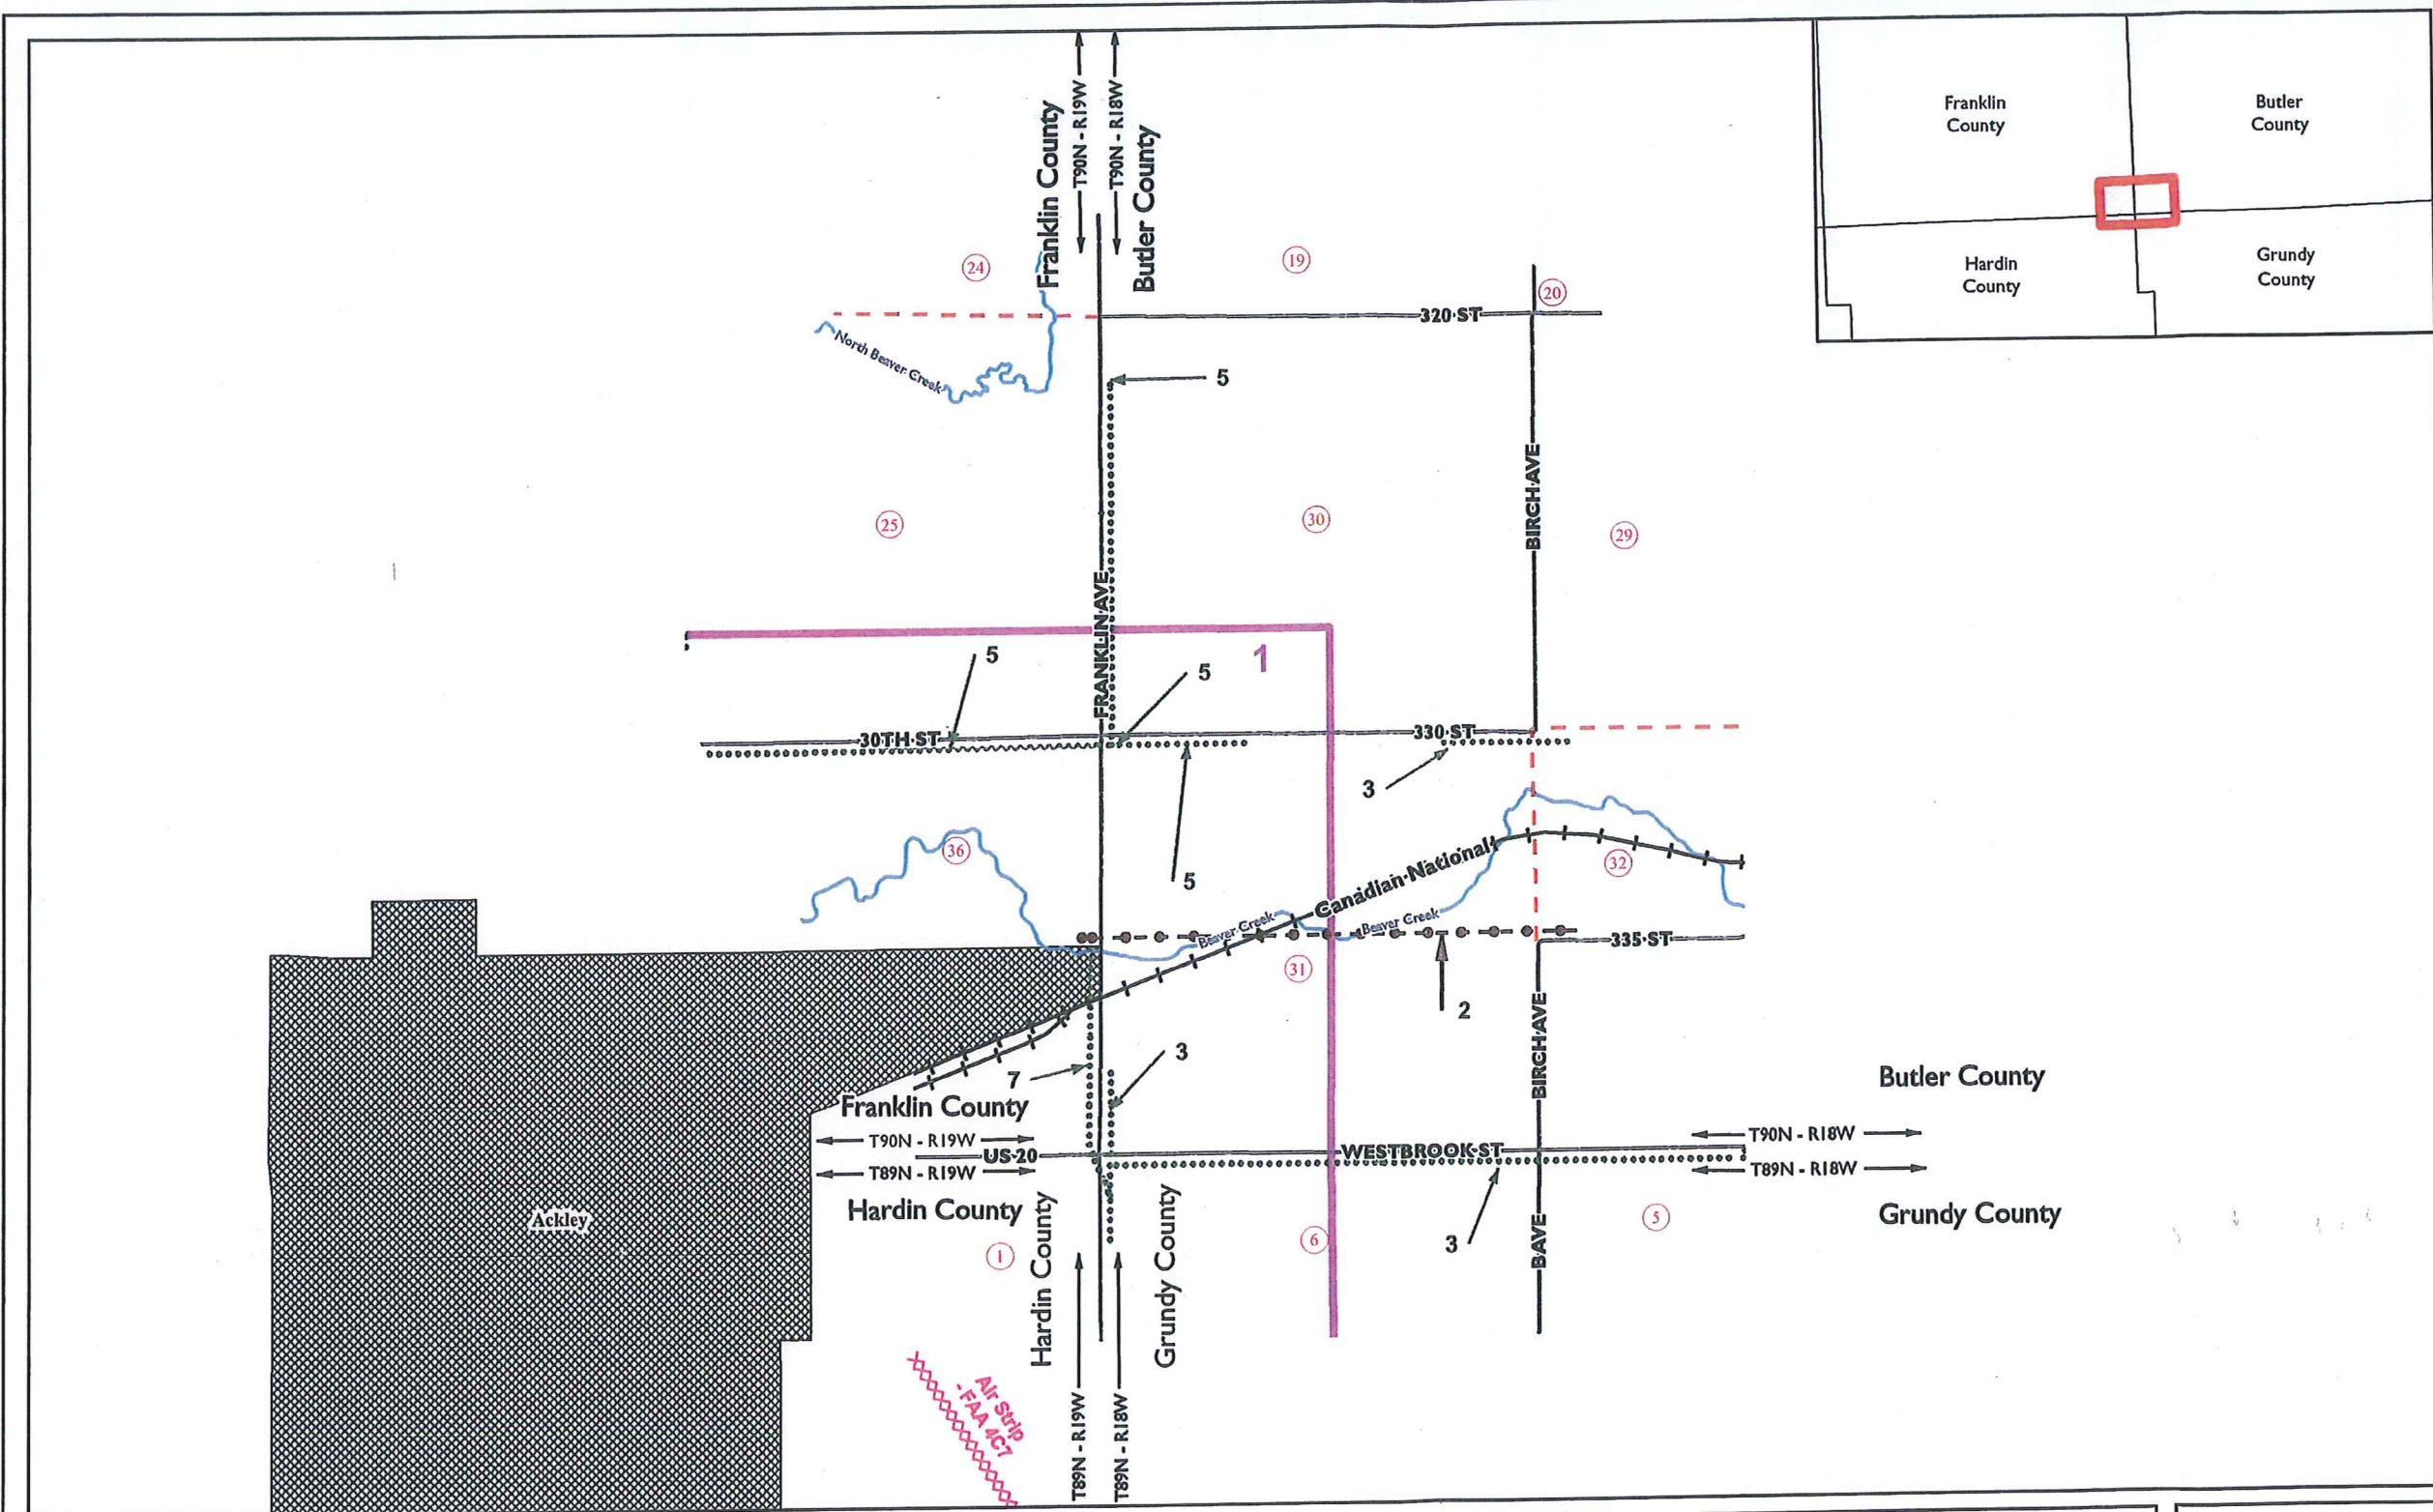 Franklin
County
Butler
County
Hardin
County
Grundy
County
Franklin County
T90N - R19W
T90N - R18W
Butler County
24
19
20
320 ST
North Beaver Creek
5
BIRCH AVE
25
30
29
FRANKLIN AVE
1
5
5
30TH ST
330 ST
3
36
5
Canadian National
32
Beaver Creek
Beaver Creek
335 ST
31
2
BIRCH AVE
3
7
Franklin County
Butler County
T90N - R19W
T90N - R18W
US 20
WESTBROOK ST
T89N - R19W
T89N - R18W
Hardin County
Grundy County
Ackley
Hardin County
Grundy County
1
6
3
5
B AVE
Air Strip
- FAA 4C7
T89N - R19W
T89N - R18W